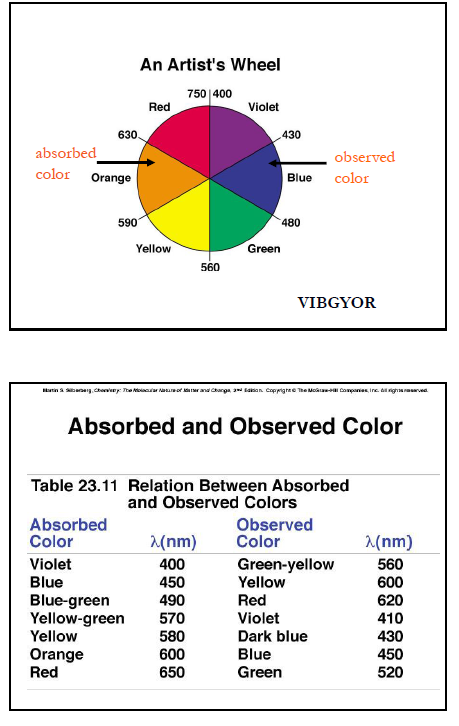 An Artist's Wheel
750 400
Red Violet
630 430
absorbed color
observed color
Orange Blue
590 480
Yellow Green
560
VIBGYOR
Martin S. Silberberg, Chemistry: The Molecular Nature of Matter and Change, 2nd Edition. Copyright © The McGraw-Hill Companies, Inc. All rights reserved.
Absorbed and Observed Color
Table 23.11 Relation Between Absorbed
and Observed Colors
Absorbed Observed
Color λ(nm) Color λ(nm)
Violet 400 Green-yellow 560
Blue 450 Yellow 600
Blue-green 490 Red 620
Yellow-green 570 Violet 410
Yellow 580 Dark blue 430
Orange 600 Blue 450
Red 650 Green 520